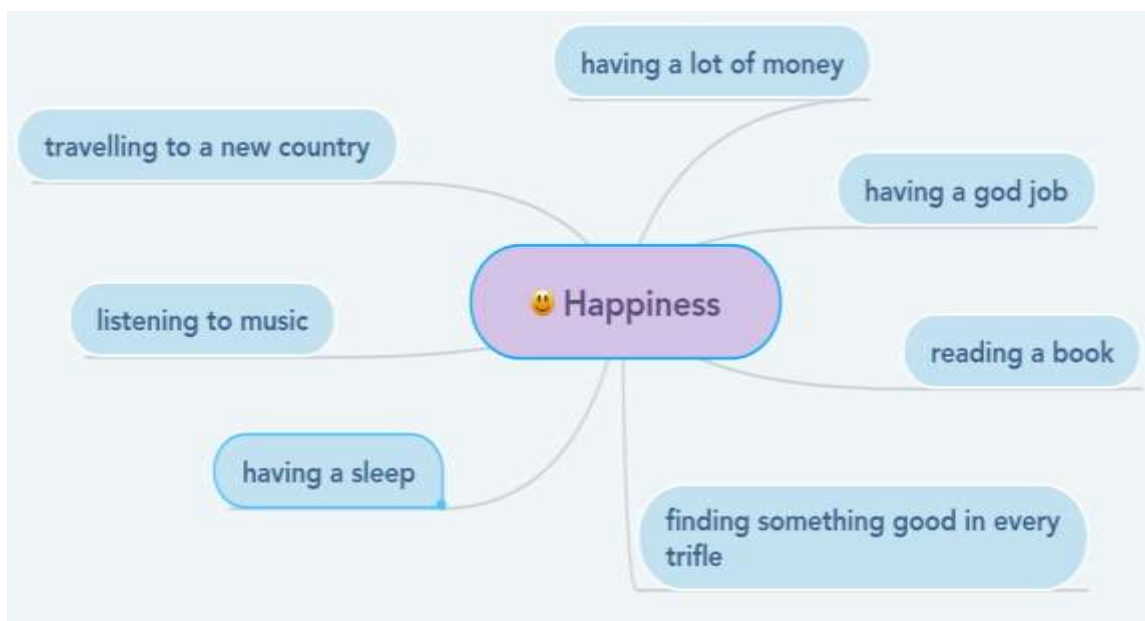 having a lot of money
travelling to a new country
having a god job
Happiness
listening to music
reading a book
having a sleep
finding something good in every
trifle